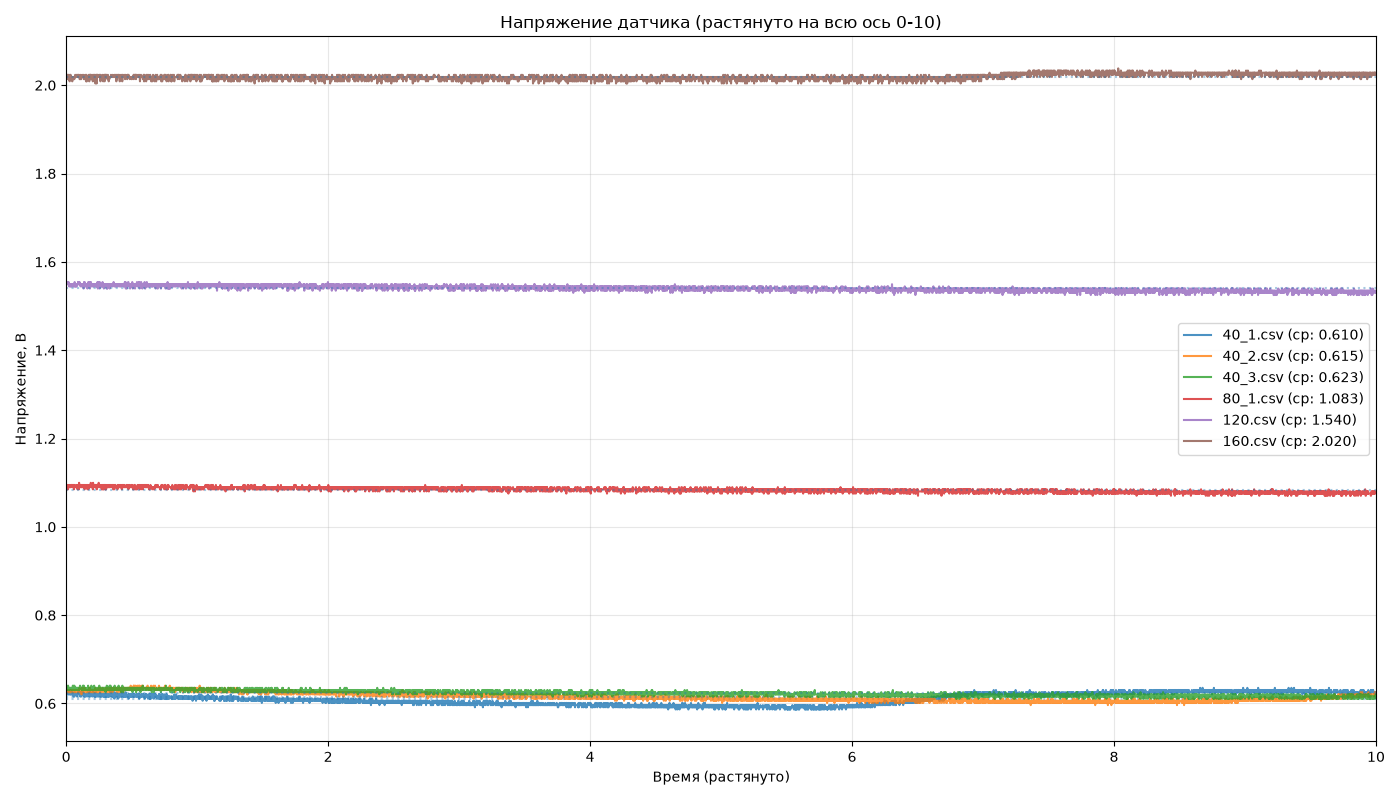 Напряжение датчика (растянуто на всю ось 0-10)
Напряжение, В
2.0
1.8
1.6
1.4
1.2
1.0
0.8
0.6
40_1.csv (ср: 0.610)
40_2.csv (ср: 0.615)
40_3.csv (ср: 0.623)
80_1.csv (ср: 1.083)
120.csv (ср: 1.540)
160.csv (ср: 2.020)
0 2 4 6 8 10
Время (растянуто)